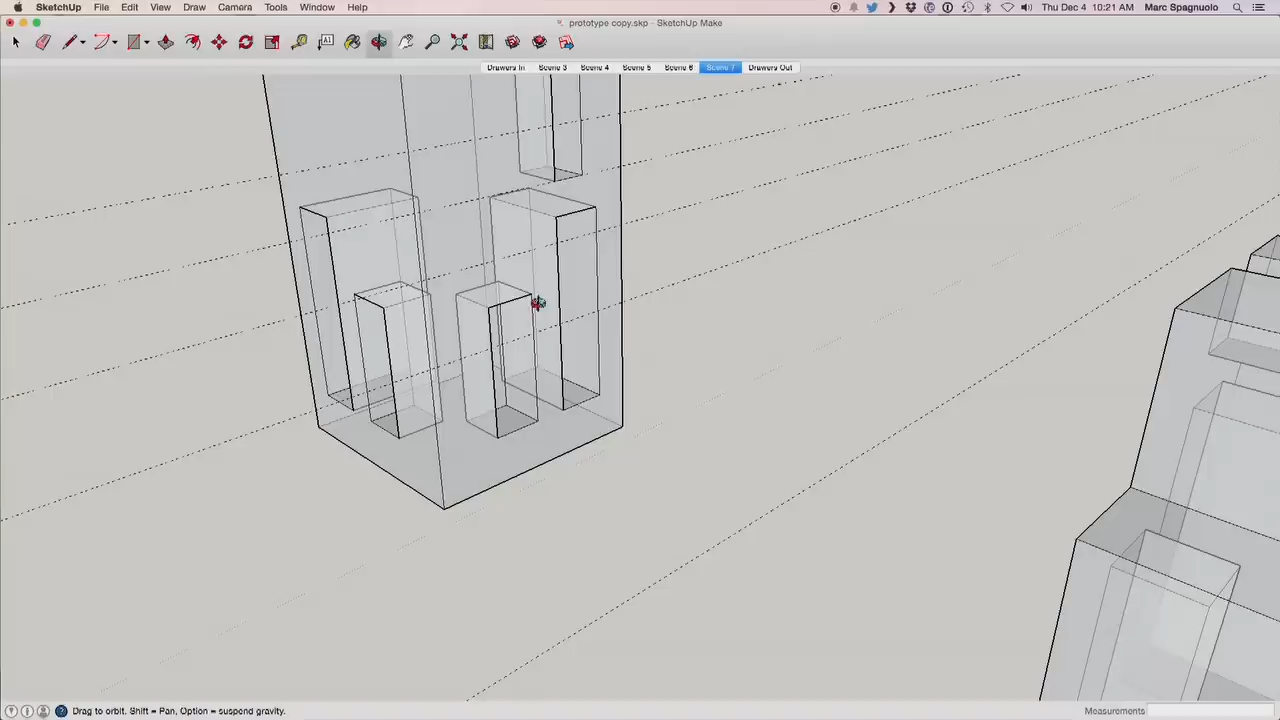 SketchUp File Edit View Draw Camera Tools Window Help Thu Dec 4 10:21 AM Marc Spagnuolo
prototype copy.skp - SketchUp Make
A1
Drawers In Scene 3 Scene 4 Scene 5 Scene 6 Scene 7 Drawers Out
Drag to orbit. Shift = Pan, Option = suspend gravity. Measurements